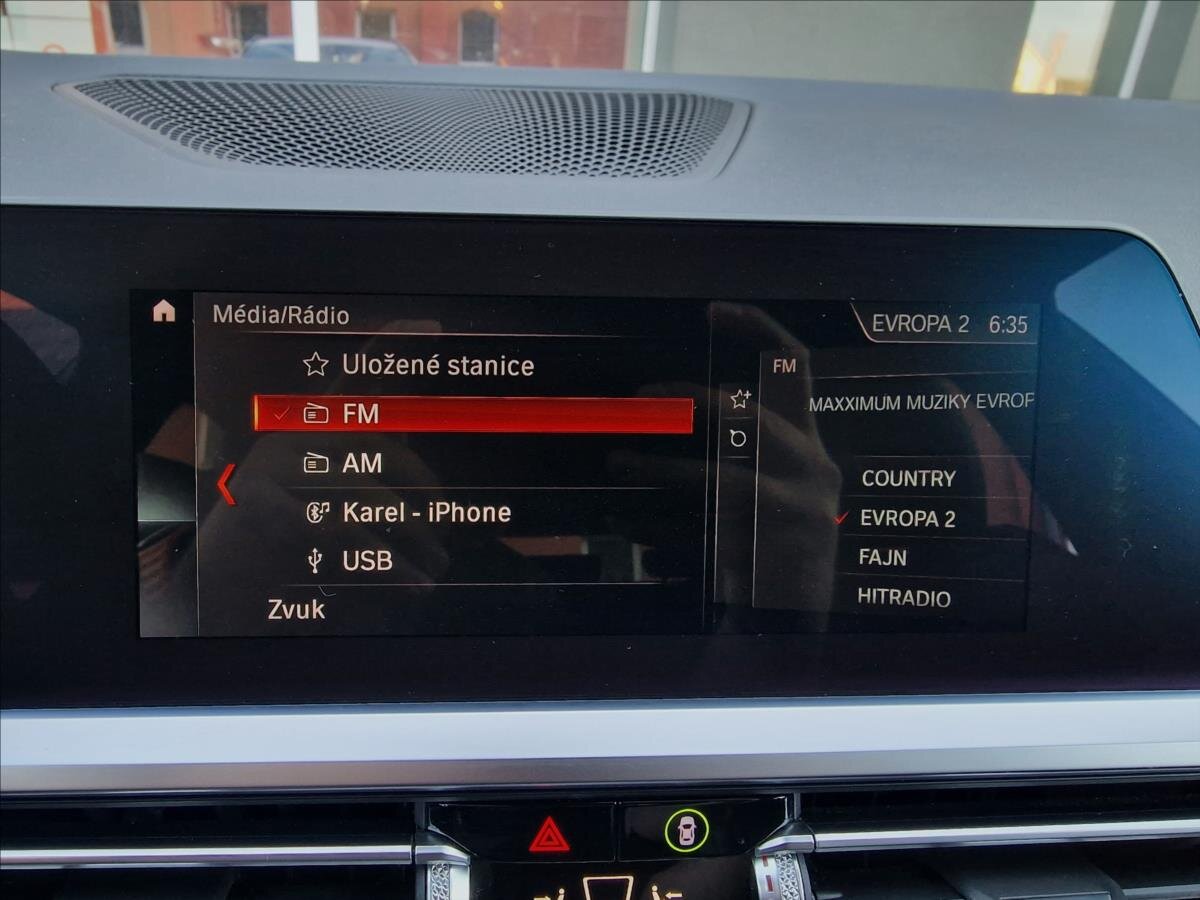 Média/Rádio
EVROPA 2 6:35
Uložené stanice
FM
AM
Karel - iPhone
USB
Zvuk
FM
MAXXIMUM MUZIKY EVROP
COUNTRY
EVROPA 2
FAJN
HITRADIO